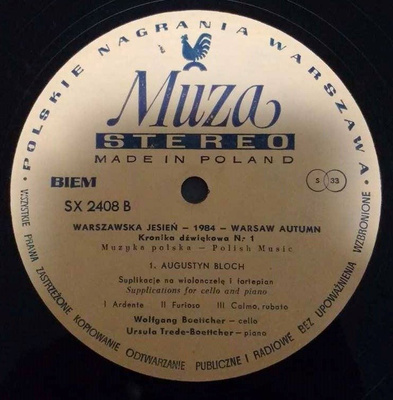 • POLSKIE NAGRANIA WARSZAWA •
Muza
STEREO
MADE IN POLAND
BIEM
S 33
SX 2408 B
WARSZAWSKA JESIEŃ – 1984 – WARSAW AUTUMN
Kronika dźwiękowa Nr 1
Muzyka polska – Polish Music
1. AUGUSTYN BLOCH
Suplikacje na wiolonczelę i fortepian
Supplications for cello and piano
I Ardente II Furioso III Calmo, rubato
Wolfgang Boettcher – cello
Ursula Trede-Boettcher – piano
WSZYSTKIE PRAWA ZASTRZEŻONE KOPIOWANIE ODTWARZANIE PUBLICZNE I RADIOWE BEZ UPOWAŻNIENIA WZBRONIONE